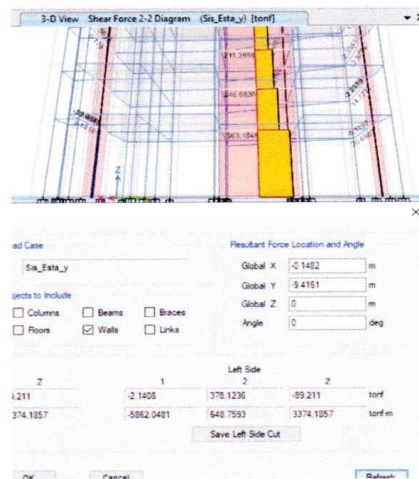 3-D View Shear Force 2-2 Diagram (Sis_Esta_y) [tonf]
ad Case
Sis_Esta_y
jects to Include
Columns
Beams
Braces
Floors
Walls
Links
Resultant Force Location and Angle
Global X -0.1482 m
Global Y -9.4161 m
Global Z 0 m
Angle 0 deg
Left Side
Z 1 2 Z
.211 -2.1408 378.1236 -89.211 tonf
3374.1857 -5862.0481 648.7593 3374.1857 tonf-m
Save Left Side Cut
OK Cancel Refresh